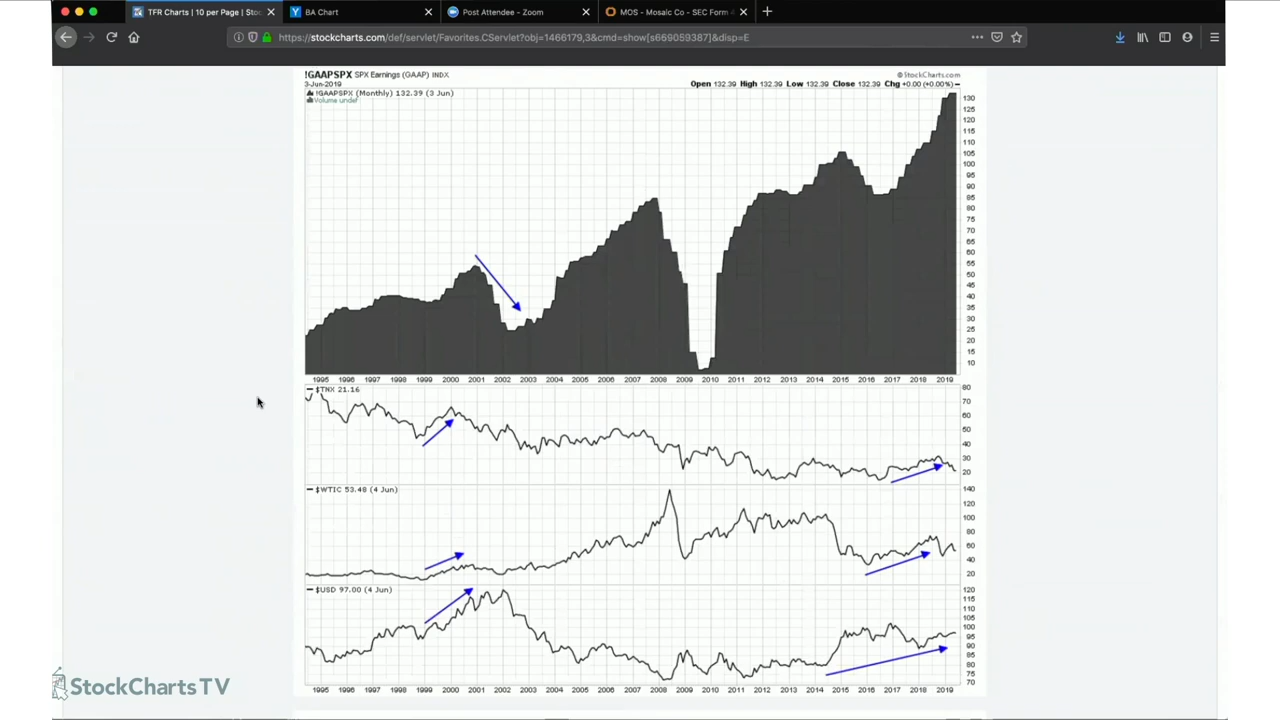 TFR Charts | 10 per Page | Stoc
BA Chart
Post Attendee - Zoom
MOS - Mosaic Co - SEC Form
https://stockcharts.com/def/servlet/Favorites.CServlet?obj=1466179,3&cmd=show[s669059387]&disp=E
!GAAPSPX SPX Earnings (GAAP) INDX
© StockCharts.com
3-Jun-2019
Open 132.39 High 132.39 Low 132.39 Close 132.39 Chg +0.00 (+0.00%)
!GAAPSPX (Monthly) 132.39 (3 Jun)
Volume undef
130
125
120
115
110
105
100
95
90
85
80
75
70
65
60
55
50
45
40
35
30
25
20
15
10
1995 1996 1997 1998 1999 2000 2001 2002 2003 2004 2005 2006 2007 2008 2009 2010 2011 2012 2013 2014 2015 2016 2017 2018 2019
$TNX 21.16
80
70
60
50
40
30
20
$WTIC 53.48 (4 Jun)
140
120
100
80
60
40
20
$USD 97.00 (4 Jun)
120
115
110
105
100
95
90
85
80
75
70
1995 1996 1997 1998 1999 2000 2001 2002 2003 2004 2005 2006 2007 2008 2009 2010 2011 2012 2013 2014 2015 2016 2017 2018 2019
StockCharts TV